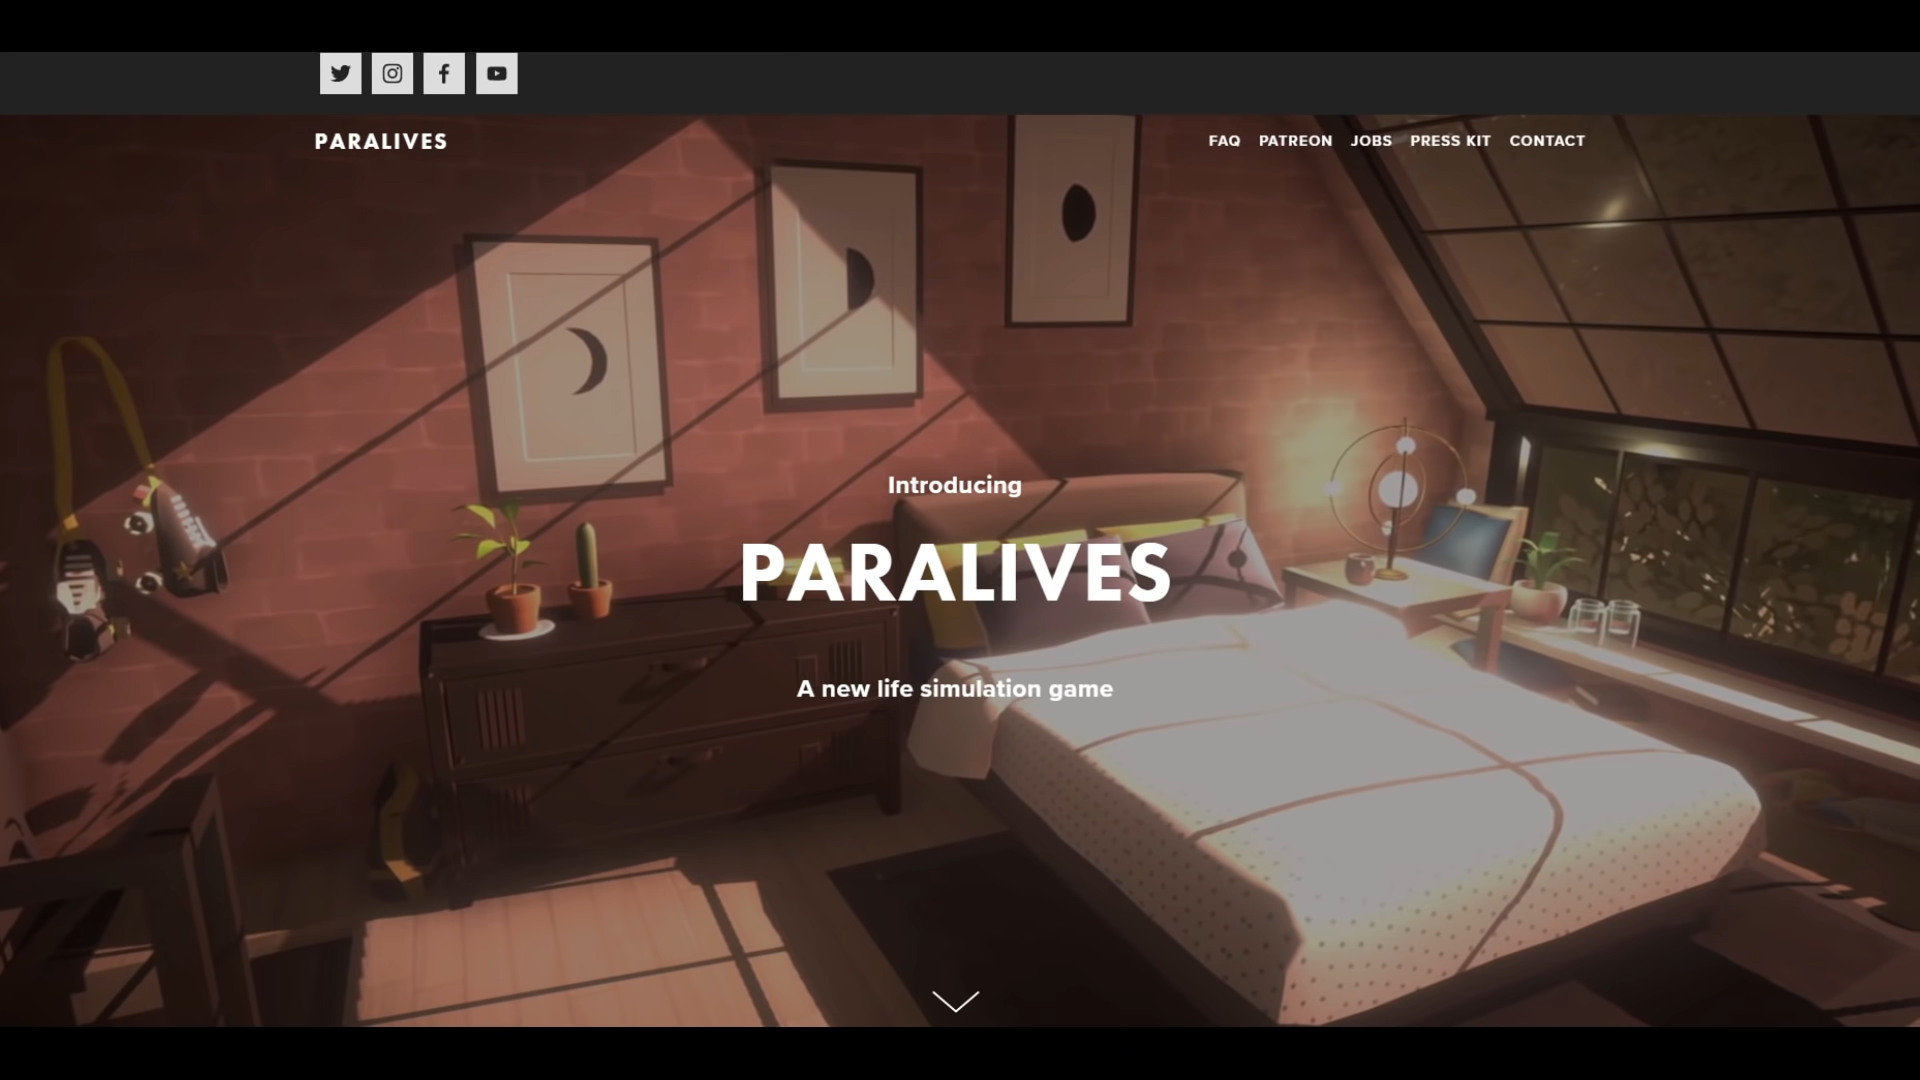 PARALIVES
FAQ PATREON JOBS PRESS KIT CONTACT
Introducing
PARALIVES
A new life simulation game